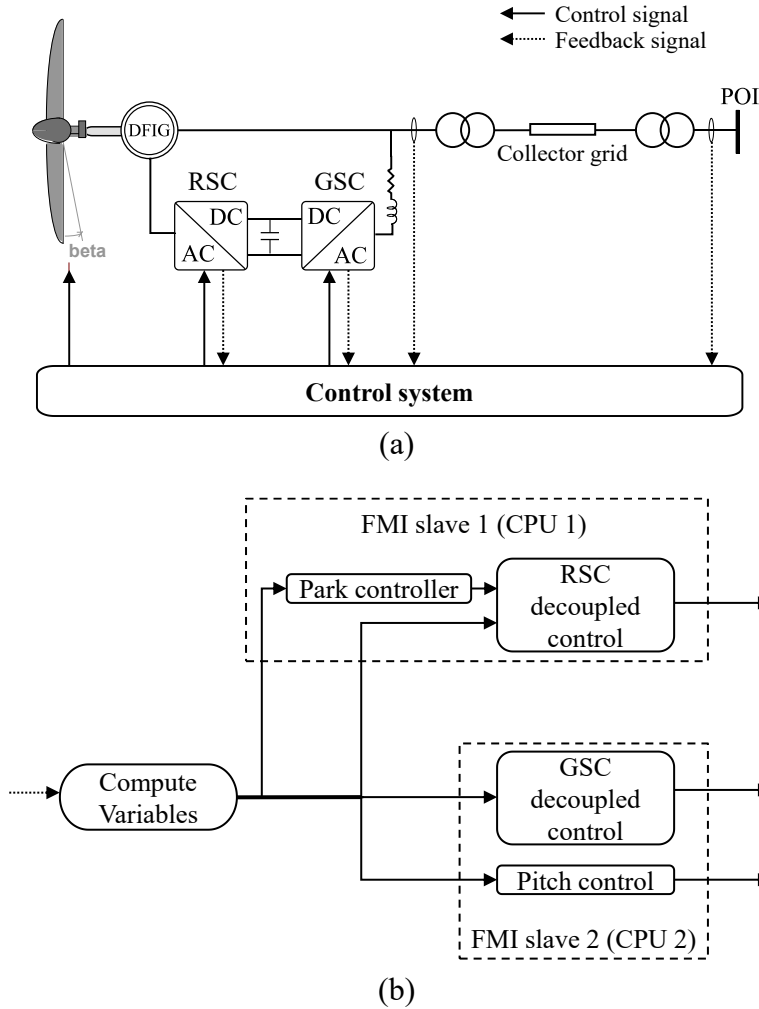 Control signal
Feedback signal
POI
DFIG
Collector grid
RSC
GSC
DC
DC
AC
AC
beta
Control system
(a)
FMI slave 1 (CPU 1)
Park controller
RSC
decoupled
control
Compute
Variables
GSC
decoupled
control
Pitch control
FMI slave 2 (CPU 2)
(b)